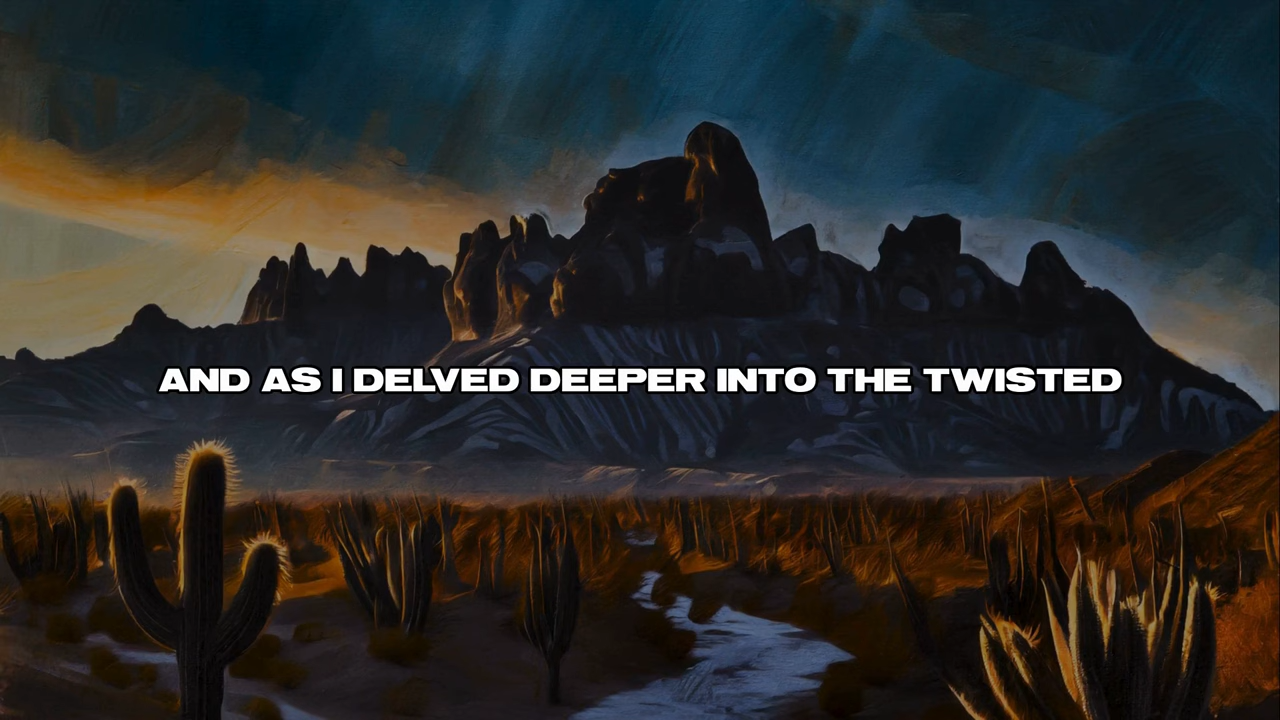 AND AS I DELVED DEEPER INTO THE TWISTED